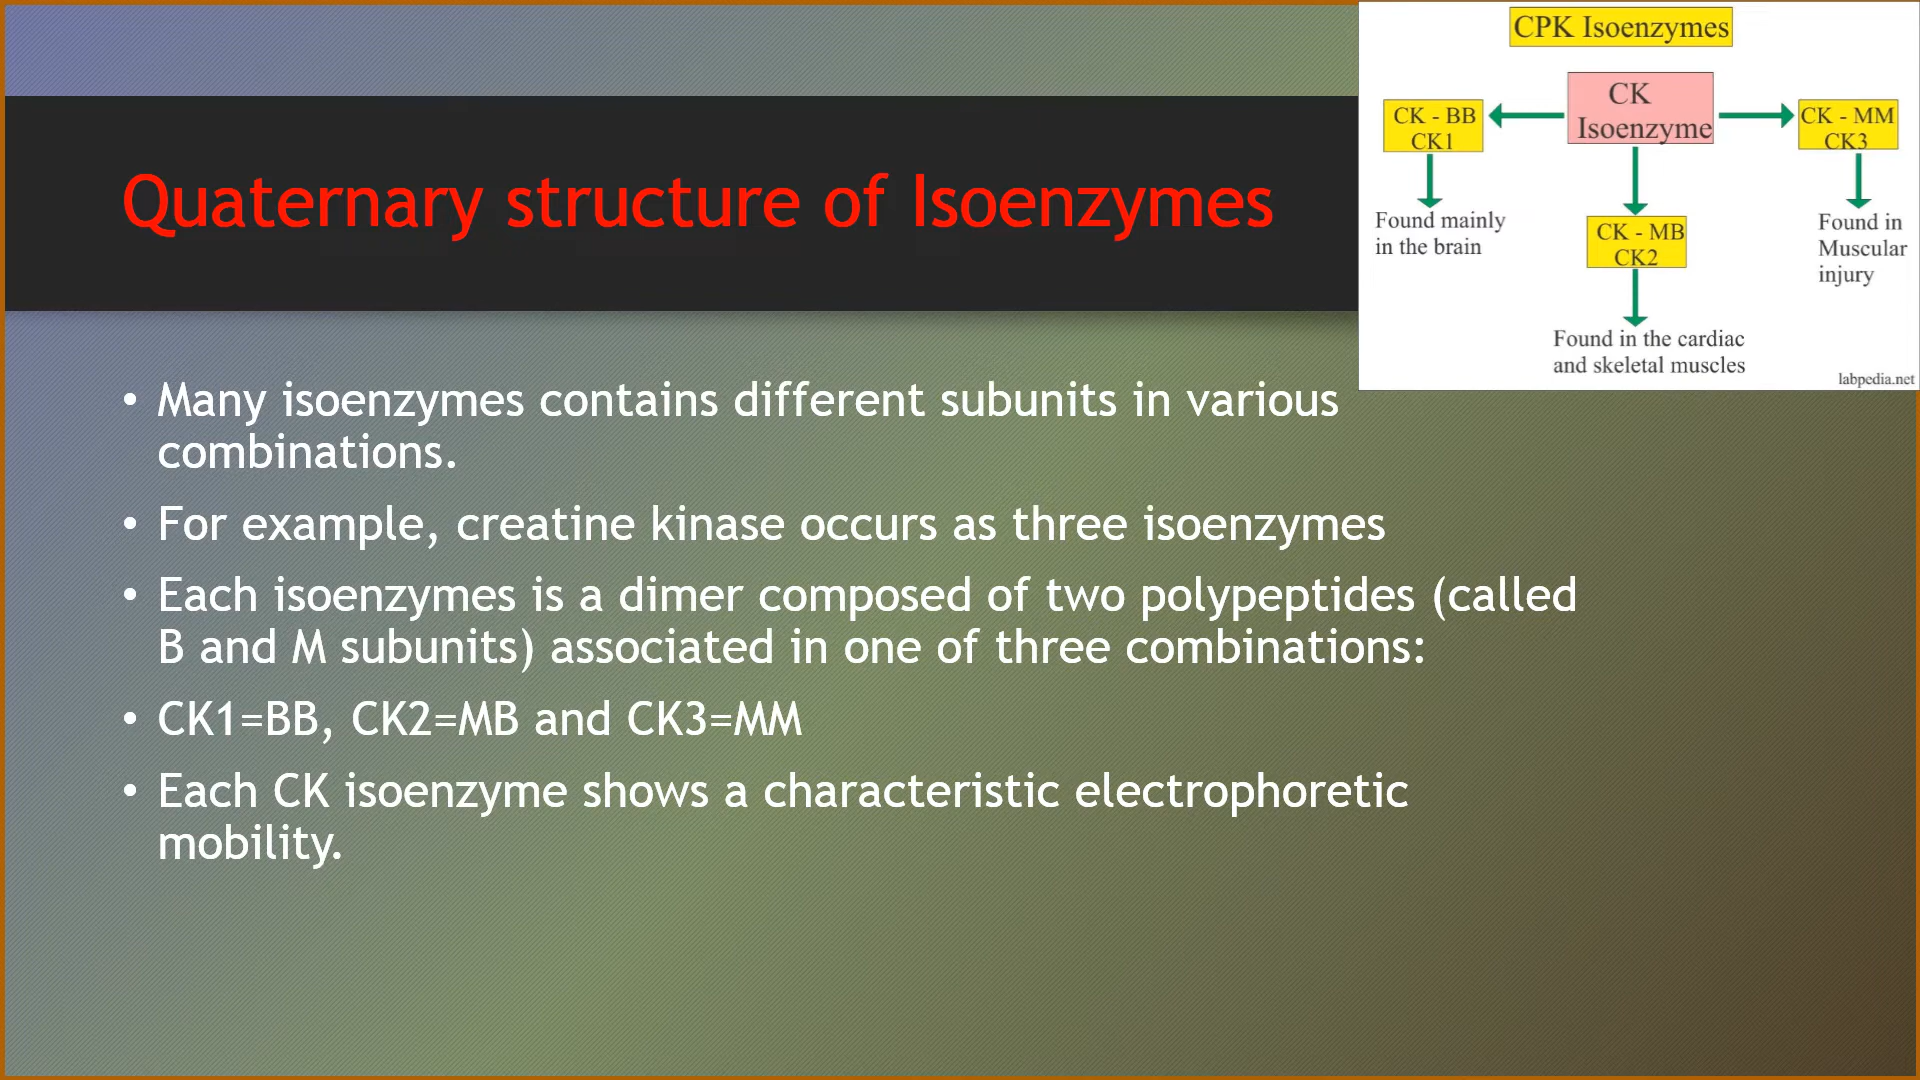 Quaternary structure of Isoenzymes
CPK Isoenzymes
CK
Isoenzyme
CK - BB
CK1
CK - MM
CK3
Found mainly
in the brain
CK - MB
CK2
Found in
Muscular
injury
Found in the cardiac
and skeletal muscles
labpedia.net
• Many isoenzymes contains different subunits in various
combinations.
• For example, creatine kinase occurs as three isoenzymes
• Each isoenzymes is a dimer composed of two polypeptides (called
B and M subunits) associated in one of three combinations:
• CK1=BB, CK2=MB and CK3=MM
• Each CK isoenzyme shows a characteristic electrophoretic
mobility.